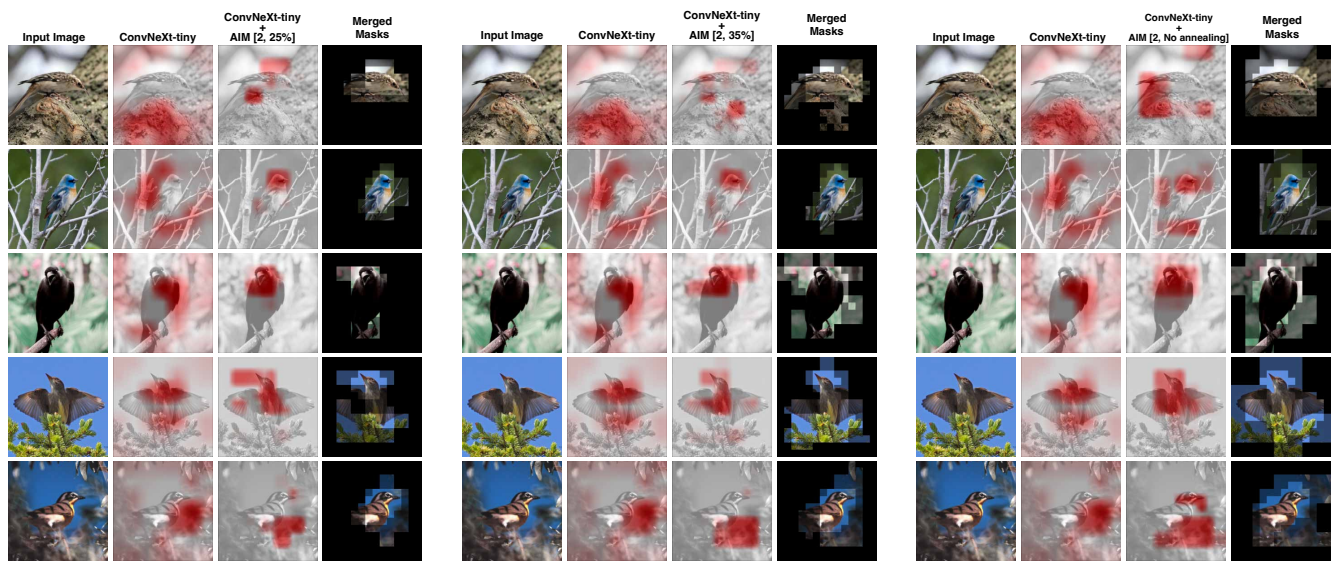 Input Image
ConvNeXt-tiny
ConvNeXt-tiny
+
AIM [2, 25%]
Merged
Masks
Input Image
ConvNeXt-tiny
ConvNeXt-tiny
+
AIM [2, 35%]
Merged
Masks
Input Image
ConvNeXt-tiny
ConvNeXt-tiny
+
AIM [2, No annealing]
Merged
Masks